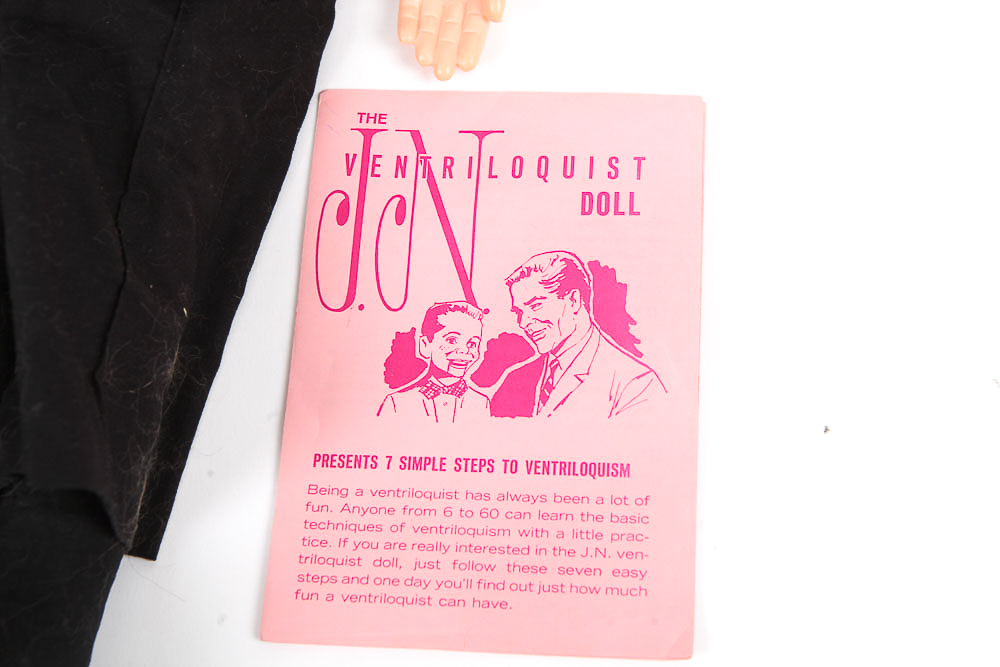 THE
J.N.
VENTRILOQUIST
DOLL
PRESENTS 7 SIMPLE STEPS TO VENTRILOQUISM
Being a ventriloquist has always been a lot of
fun. Anyone from 6 to 60 can learn the basic
techniques of ventriloquism with a little prac-
tice. If you are really interested in the J.N. ven-
triloquist doll, just follow these seven easy
steps and one day you'll find out just how much
fun a ventriloquist can have.